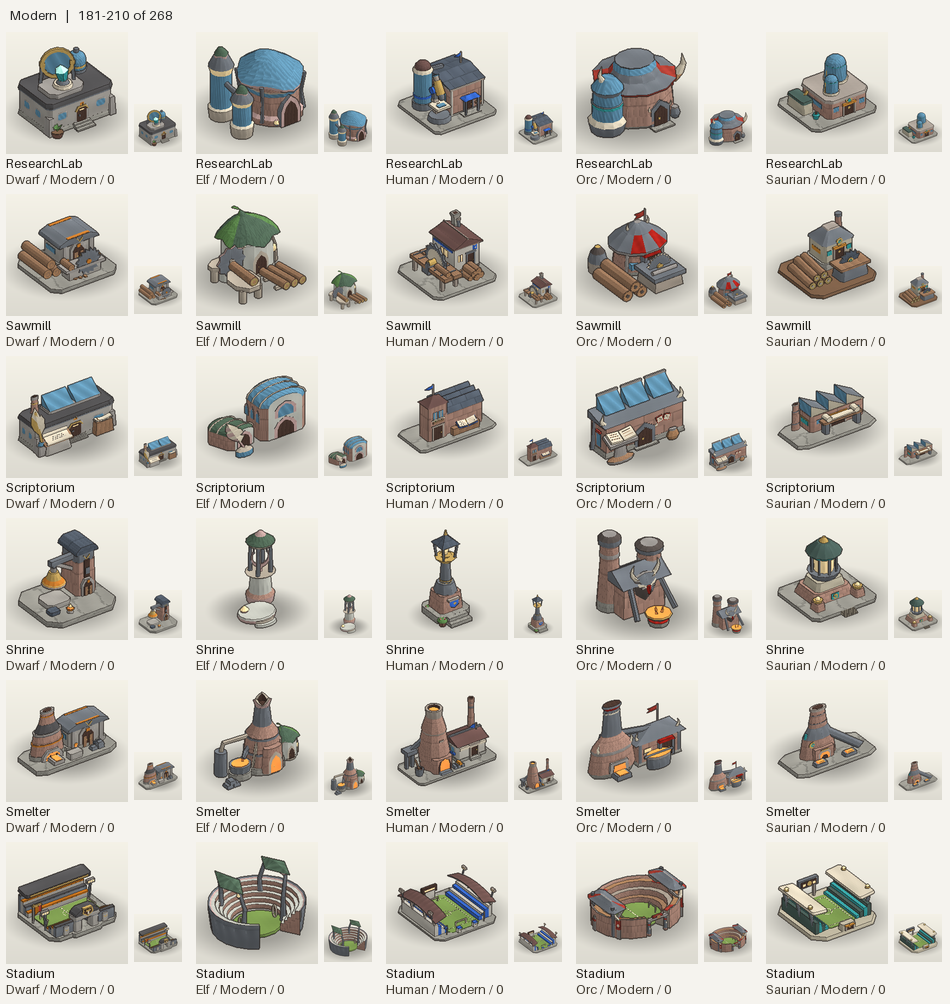 Modern | 181-210 of 268
ResearchLab
Dwarf / Modern / 0
ResearchLab
Elf / Modern / 0
ResearchLab
Human / Modern / 0
ResearchLab
Orc / Modern / 0
ResearchLab
Saurian / Modern / 0
Sawmill
Dwarf / Modern / 0
Sawmill
Elf / Modern / 0
Sawmill
Human / Modern / 0
Sawmill
Orc / Modern / 0
Sawmill
Saurian / Modern / 0
Scriptorium
Dwarf / Modern / 0
Scriptorium
Elf / Modern / 0
Scriptorium
Human / Modern / 0
Scriptorium
Orc / Modern / 0
Scriptorium
Saurian / Modern / 0
Shrine
Dwarf / Modern / 0
Shrine
Elf / Modern / 0
Shrine
Human / Modern / 0
Shrine
Orc / Modern / 0
Shrine
Saurian / Modern / 0
Smelter
Dwarf / Modern / 0
Smelter
Elf / Modern / 0
Smelter
Human / Modern / 0
Smelter
Orc / Modern / 0
Smelter
Saurian / Modern / 0
Stadium
Dwarf / Modern / 0
Stadium
Elf / Modern / 0
Stadium
Human / Modern / 0
Stadium
Orc / Modern / 0
Stadium
Saurian / Modern / 0